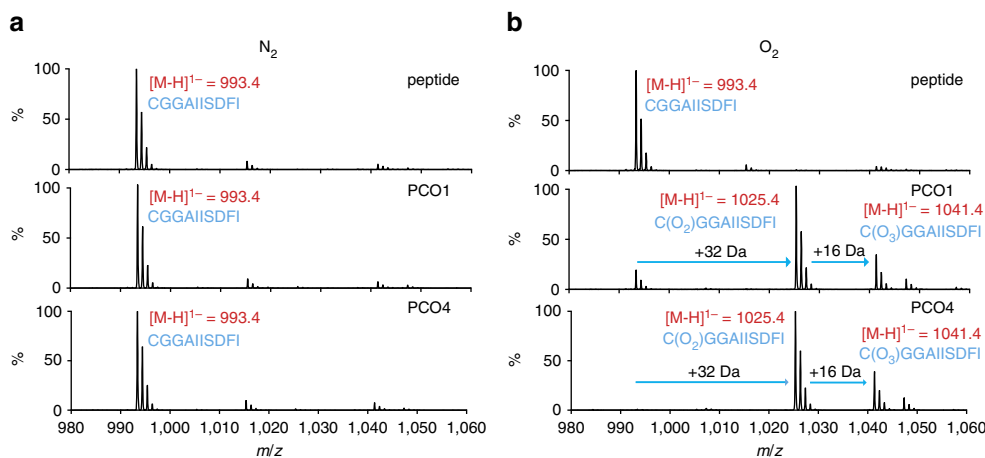 a
N2
100
50
0
%
[M-H]1– = 993.4
CGGAIISDFI
peptide
100
50
0
%
[M-H]1– = 993.4
CGGAIISDFI
PCO1
100
50
0
%
[M-H]1– = 993.4
CGGAIISDFI
PCO4
980 990 1,000 1,010 1,020 1,030 1,040 1,050 1,060
m/z
b
O2
100
50
0
%
[M-H]1– = 993.4
CGGAIISDFI
peptide
100
50
0
%
PCO1
[M-H]1– = 1025.4
C(O2)GGAIISDFI
[M-H]1– = 1041.4
C(O3)GGAIISDFI
+32 Da
+16 Da
100
50
0
%
PCO4
[M-H]1– = 1025.4
C(O2)GGAIISDFI
[M-H]1– = 1041.4
C(O3)GGAIISDFI
+32 Da
+16 Da
980 990 1,000 1,010 1,020 1,030 1,040 1,050 1,060
m/z